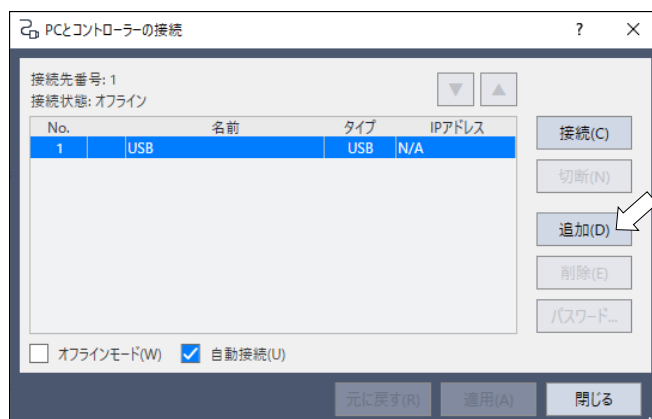 PCとコントローラーの接続
接続先番号: 1
接続状態: オフライン
No. 名前 タイプ IPアドレス
1 USB USB N/A
接続(C)
切断(N)
追加(D)
削除(E)
パスワード...
オフラインモード(W) 自動接続(U)
元に戻す(R) 適用(A) 閉じる